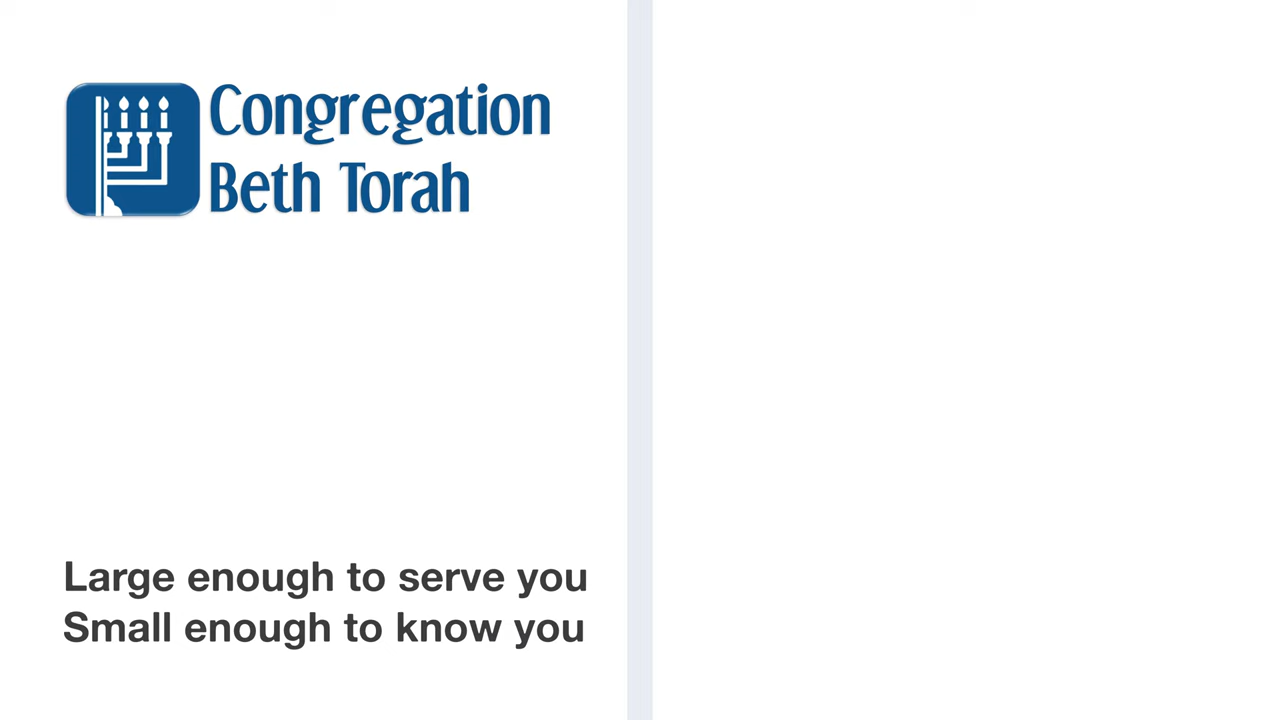 Congregation
Beth Torah
Large enough to serve you
Small enough to know you